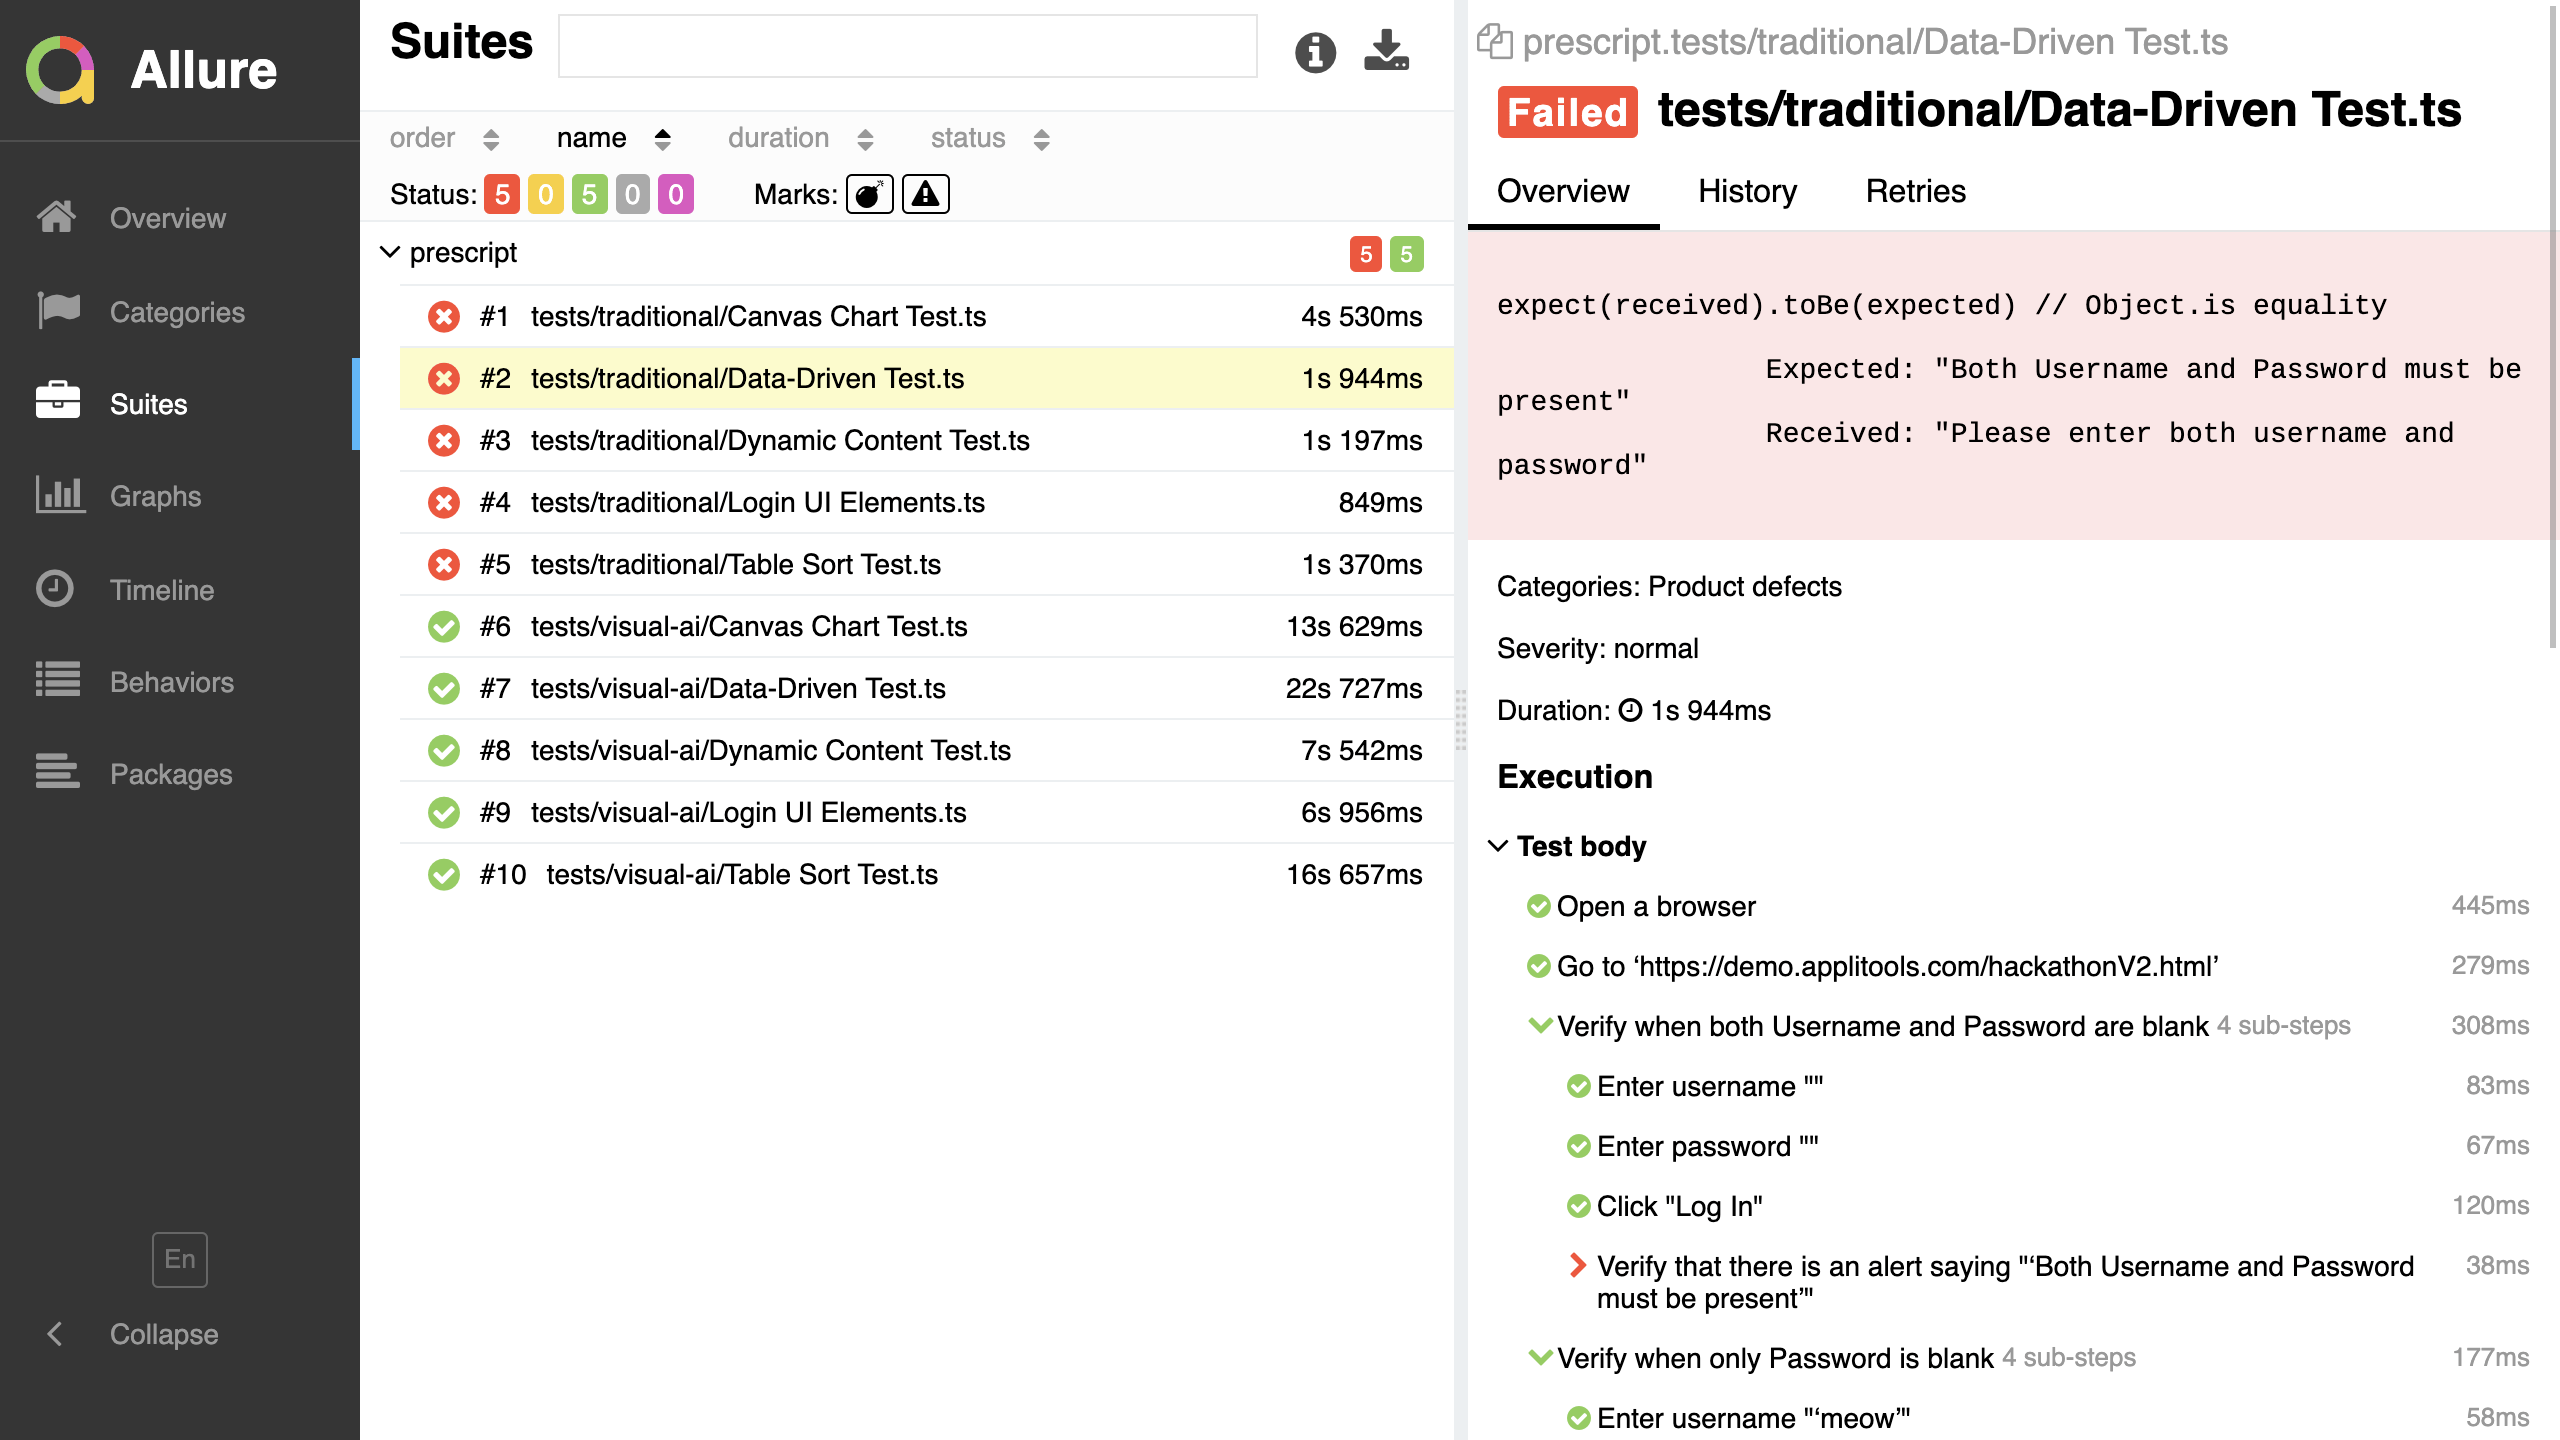 Allure
Overview
Categories
Suites
Graphs
Timeline
Behaviors
Packages
En
Collapse
Suites
order name duration status
Status: 5 0 5 0 0 Marks:
prescript 5 5
#1 tests/traditional/Canvas Chart Test.ts 4s 530ms
#2 tests/traditional/Data-Driven Test.ts 1s 944ms
#3 tests/traditional/Dynamic Content Test.ts 1s 197ms
#4 tests/traditional/Login UI Elements.ts 849ms
#5 tests/traditional/Table Sort Test.ts 1s 370ms
#6 tests/visual-ai/Canvas Chart Test.ts 13s 629ms
#7 tests/visual-ai/Data-Driven Test.ts 22s 727ms
#8 tests/visual-ai/Dynamic Content Test.ts 7s 542ms
#9 tests/visual-ai/Login UI Elements.ts 6s 956ms
#10 tests/visual-ai/Table Sort Test.ts 16s 657ms
prescript.tests/traditional/Data-Driven Test.ts
Failed tests/traditional/Data-Driven Test.ts
Overview History Retries
expect(received).toBe(expected) // Object.is equality
Expected: "Both Username and Password must be
present"
Received: "Please enter both username and
password"
Categories: Product defects
Severity: normal
Duration: 1s 944ms
Execution
Test body
Open a browser 445ms
Go to ‘https://demo.applitools.com/hackathonV2.html’ 279ms
Verify when both Username and Password are blank 4 sub-steps 308ms
Enter username "" 83ms
Enter password "" 67ms
Click "Log In" 120ms
Verify that there is an alert saying "‘Both Username and Password 38ms
must be present’"
Verify when only Password is blank 4 sub-steps 177ms
Enter username "‘meow’" 58ms